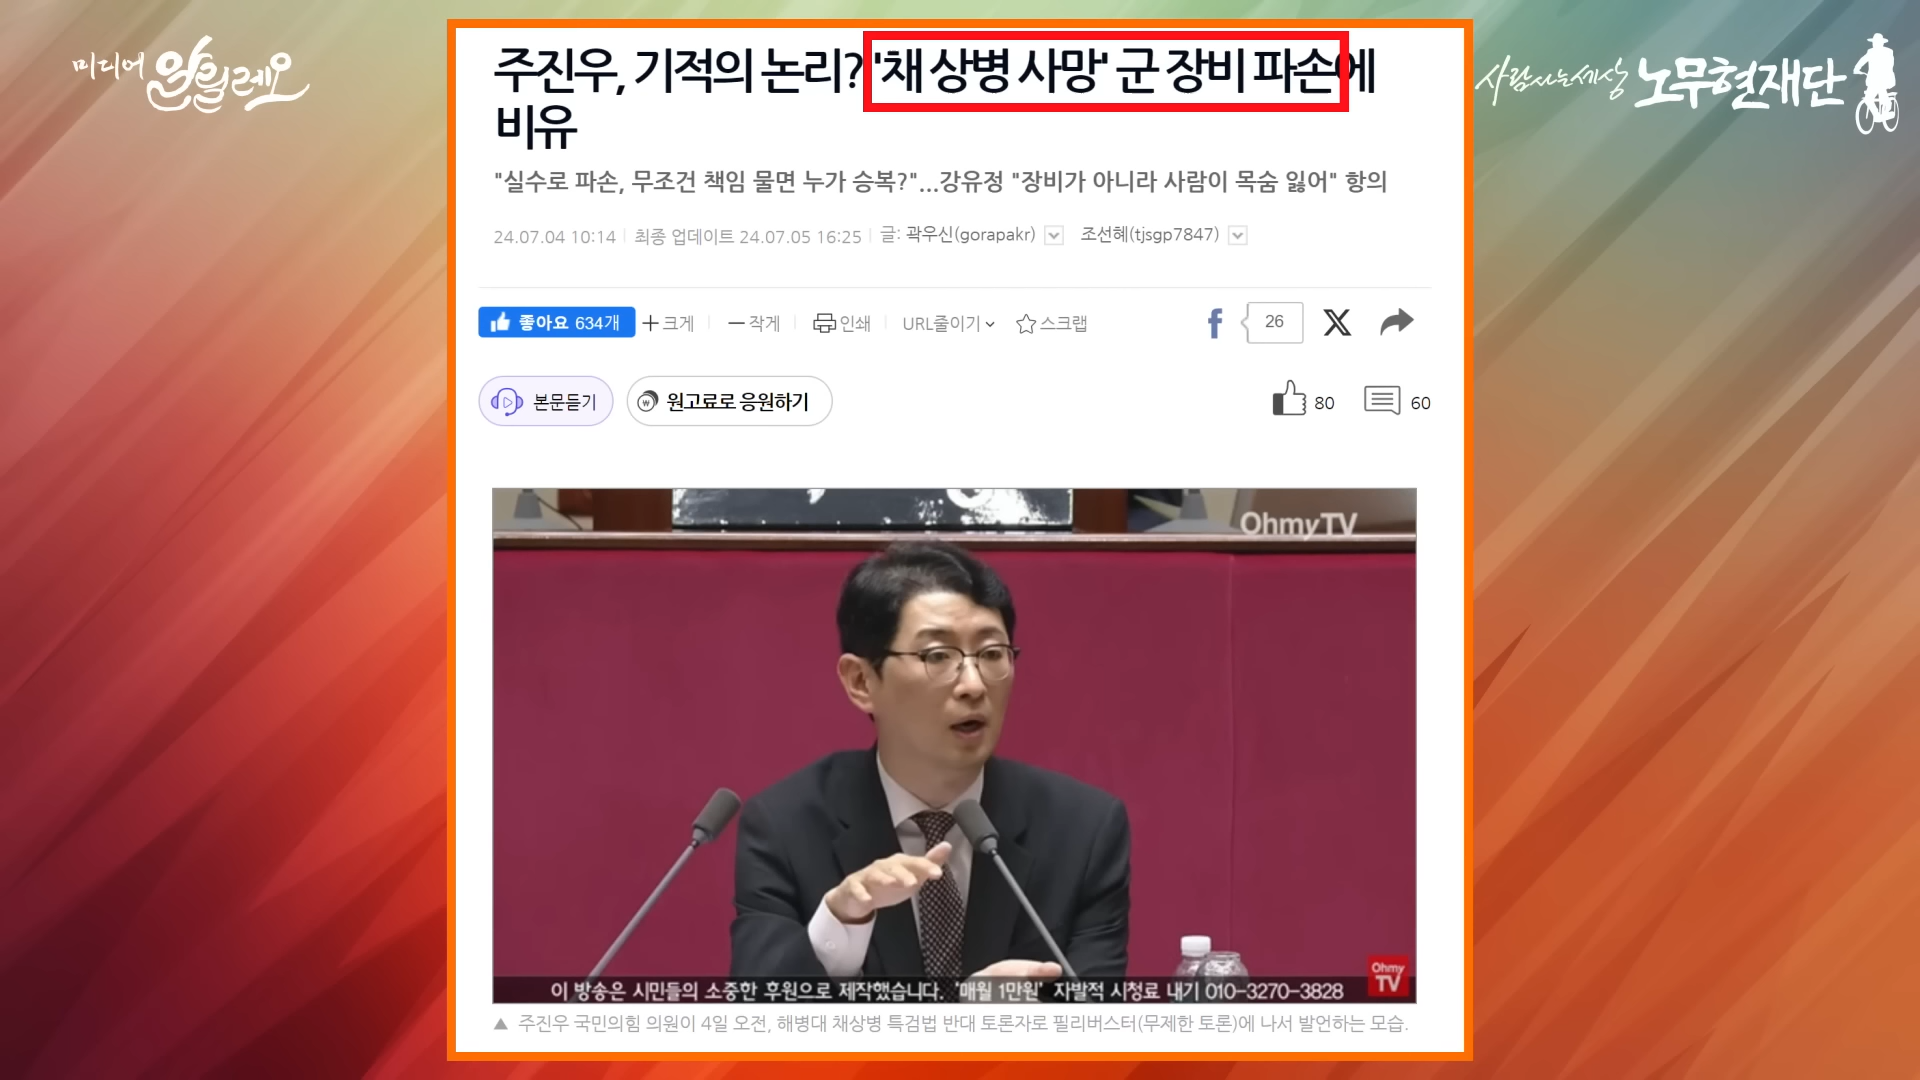 미디어 알릴레오
사람사는세상 노무현재단
주진우, 기적의 논리? '채 상병 사망' 군 장비 파손에
비유
"실수로 파손, 무조건 책임 물면 누가 승복?"...강유정 "장비가 아니라 사람이 목숨 잃어" 항의
24.07.04 10:14 최종 업데이트 24.07.05 16:25 글: 곽우신(gorapakr) 조선혜(tjsgp7847)
좋아요 634개 크게 작게 인쇄 URL줄이기 스크랩 26
본문듣기 원고료로 응원하기 80 60
OhmyTV
Ohmy
TV
이 방송은 시민들의 소중한 후원으로 제작했습니다. '매월 1만원' 자발적 시청료 내기 010-3270-3828
▲ 주진우 국민의힘 의원이 4일 오전, 해병대 채상병 특검법 반대 토론자로 필리버스터(무제한 토론)에 나서 발언하는 모습.